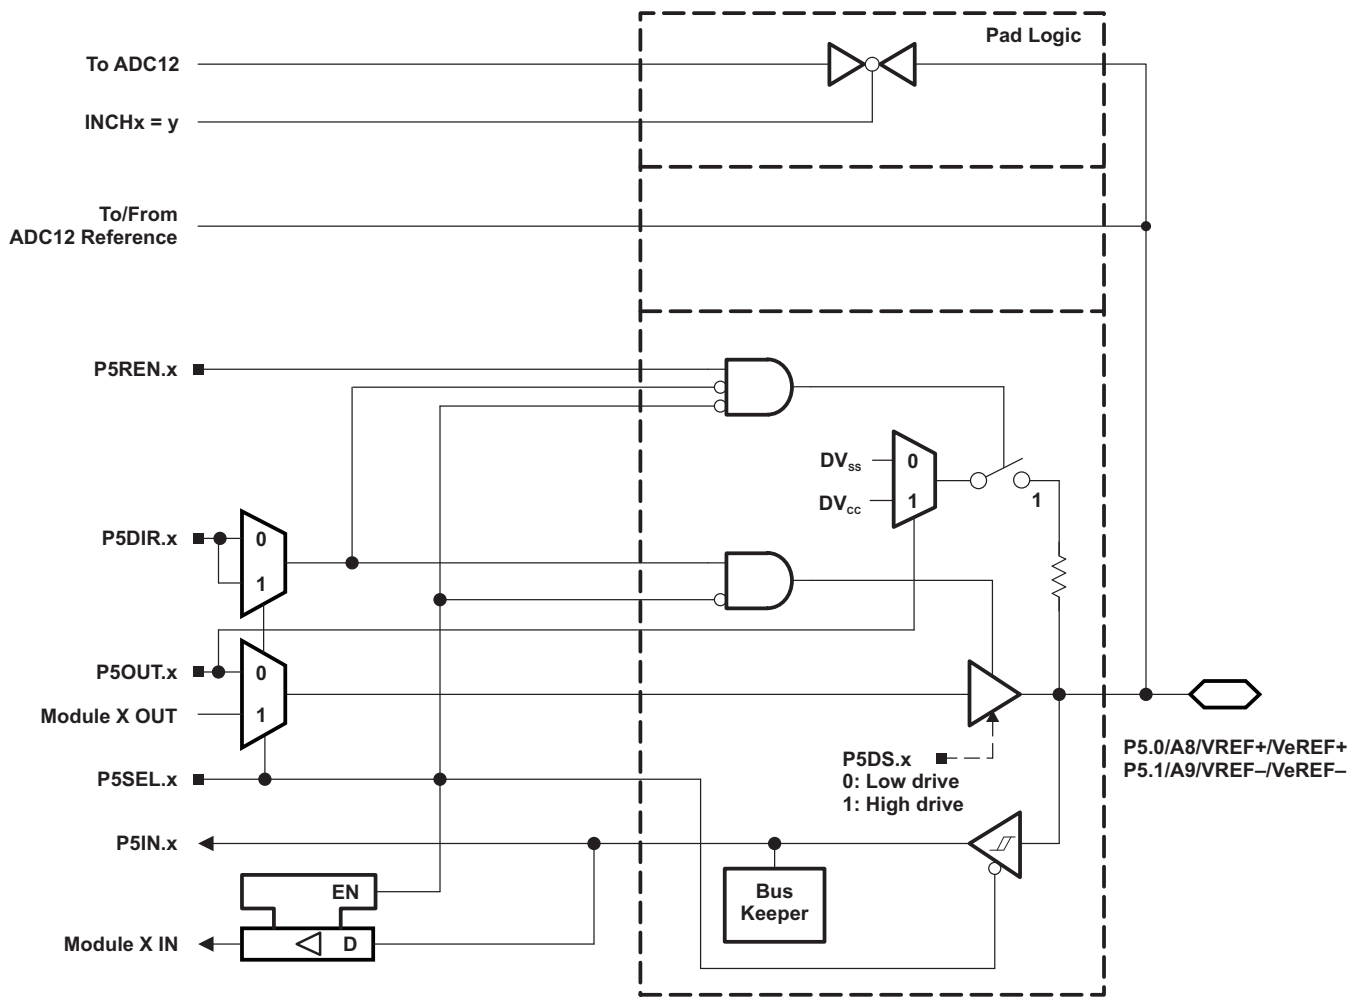 Pad Logic
To ADC12
INCHx = y
To/From
ADC12 Reference
P5REN.x
DVSS
0
DVCC
1
1
P5DIR.x
0
1
P5OUT.x
0
Module X OUT
1
P5DS.x
0: Low drive
1: High drive
P5.0/A8/VREF+/VeREF+
P5.1/A9/VREF–/VeREF–
P5SEL.x
P5IN.x
EN
Bus
Keeper
Module X IN
D